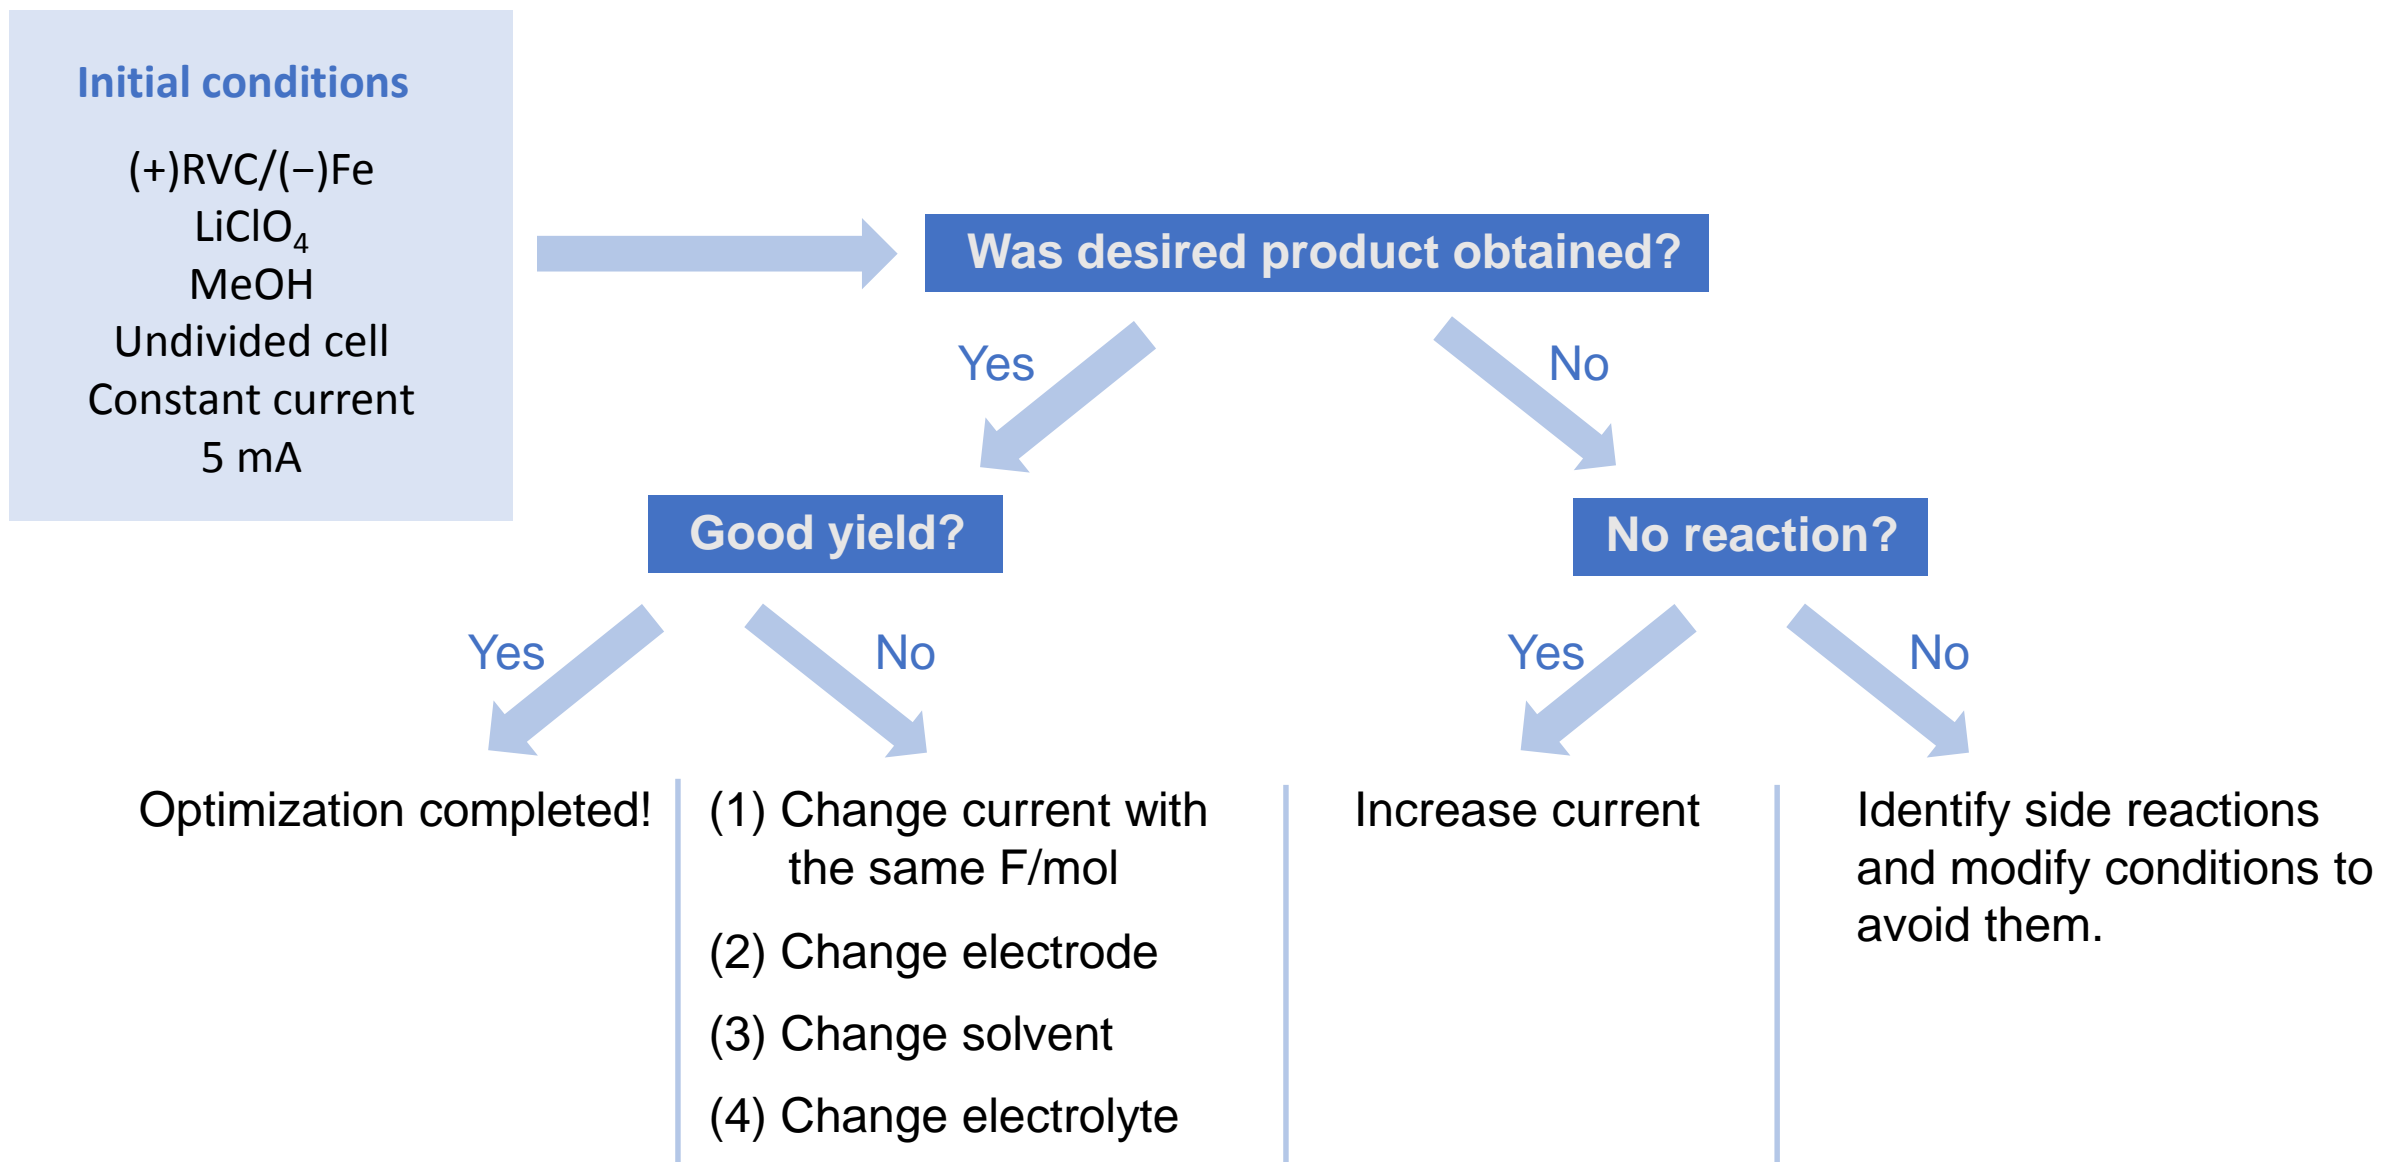 Initial conditions
(+)RVC/(−)Fe
LiClO₄
MeOH
Undivided cell
Constant current
5 mA
Was desired product obtained?
Yes
No
Good yield?
No reaction?
Yes
No
Yes
No
Optimization completed!
(1) Change current with
the same F/mol
(2) Change electrode
(3) Change solvent
(4) Change electrolyte
Increase current
Identify side reactions
and modify conditions to
avoid them.